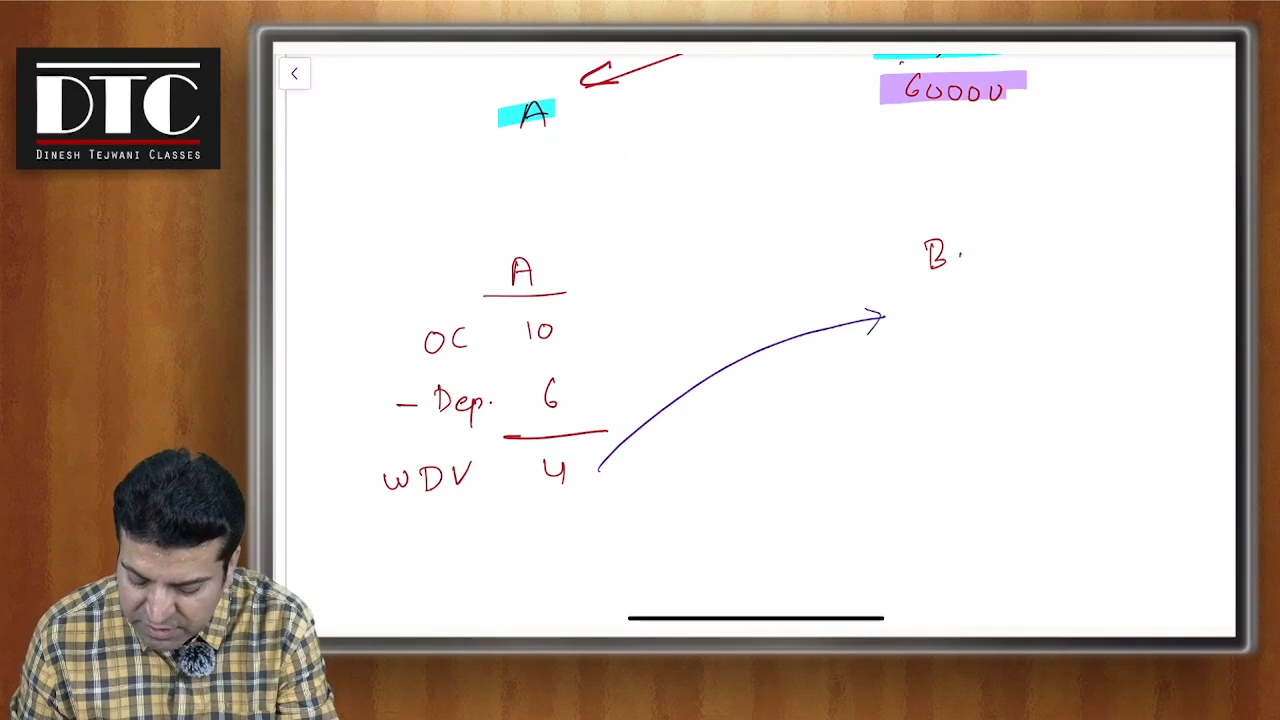 DTC
DINESH TEJWANI CLASSES
60000
A
A
B.
OC 10
- Dep. 6
WDV 4